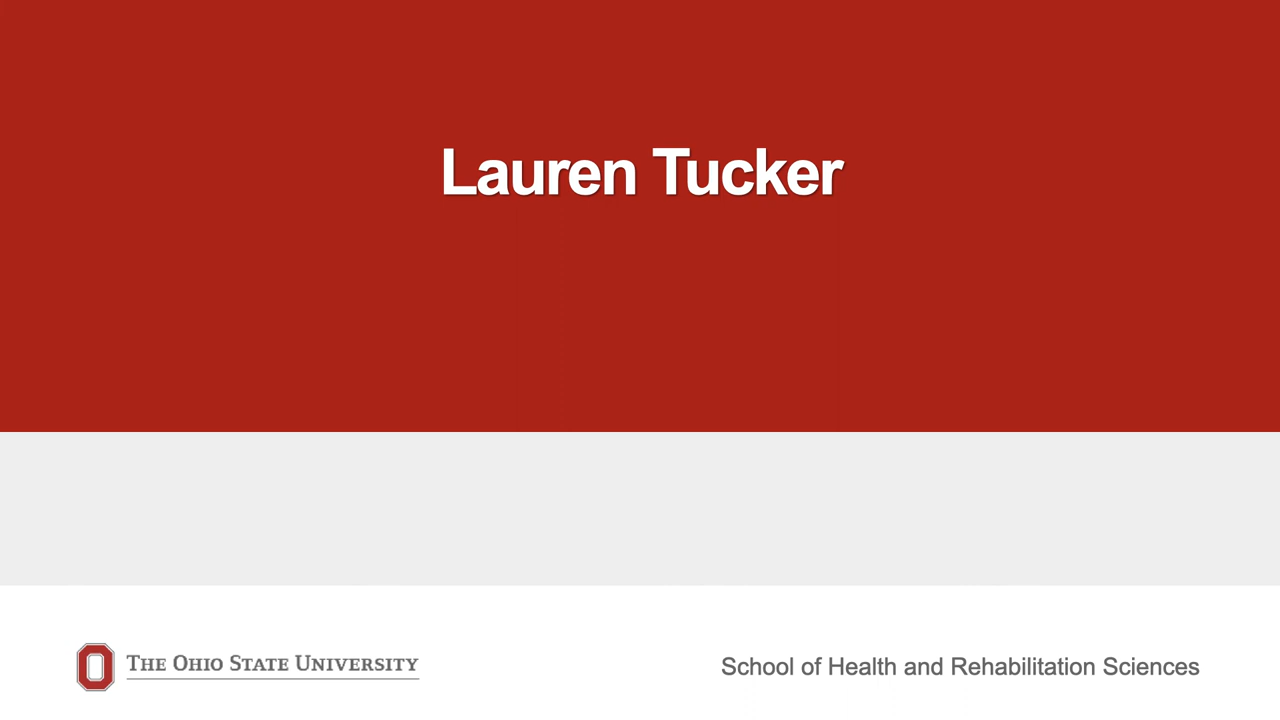 Lauren Tucker
THE OHIO STATE UNIVERSITY
School of Health and Rehabilitation Sciences